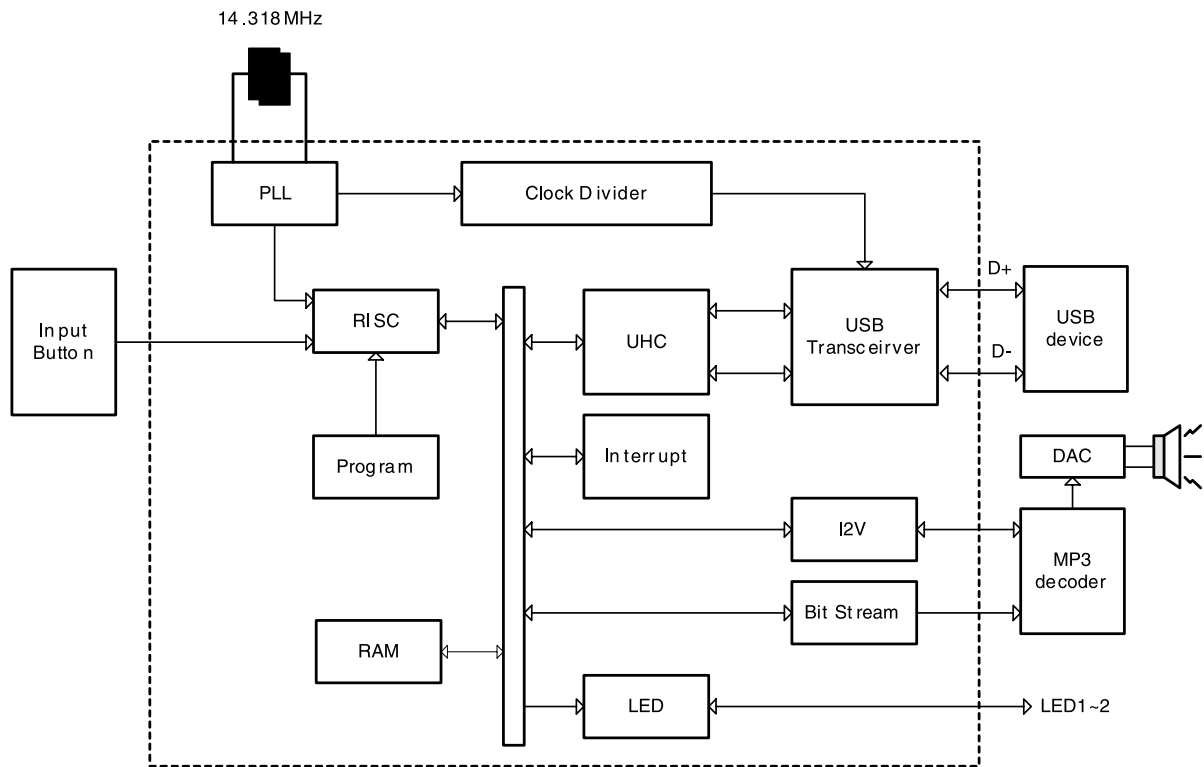 14.318MHz
PLL
Clock Divider
D+
Input
Button
RISC
UHC
USB
Transceirver
USB
device
D-
Program
Interrupt
DAC
I2V
MP3
decoder
Bit Stream
RAM
LED
LED1~2